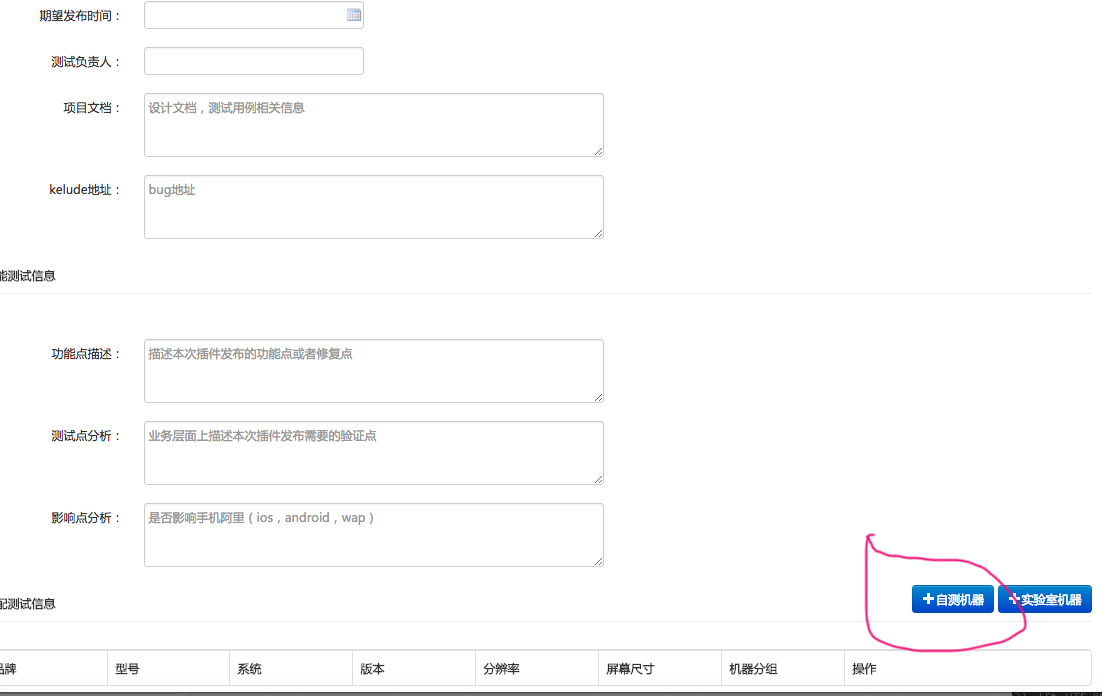 期望发布时间：
测试负责人：
项目文档：
设计文档，测试用例相关信息
kelude地址：
bug地址
能测试信息
功能点描述：
描述本次插件发布的功能点或者修复点
测试点分析：
业务层面上描述本次插件发布需要的验证点
影响点分析：
是否影响手机阿里（ios，android，wap）
配测试信息
+自测机器 +实验室机器
品牌 型号 系统 版本 分辨率 屏幕尺寸 机器分组 操作